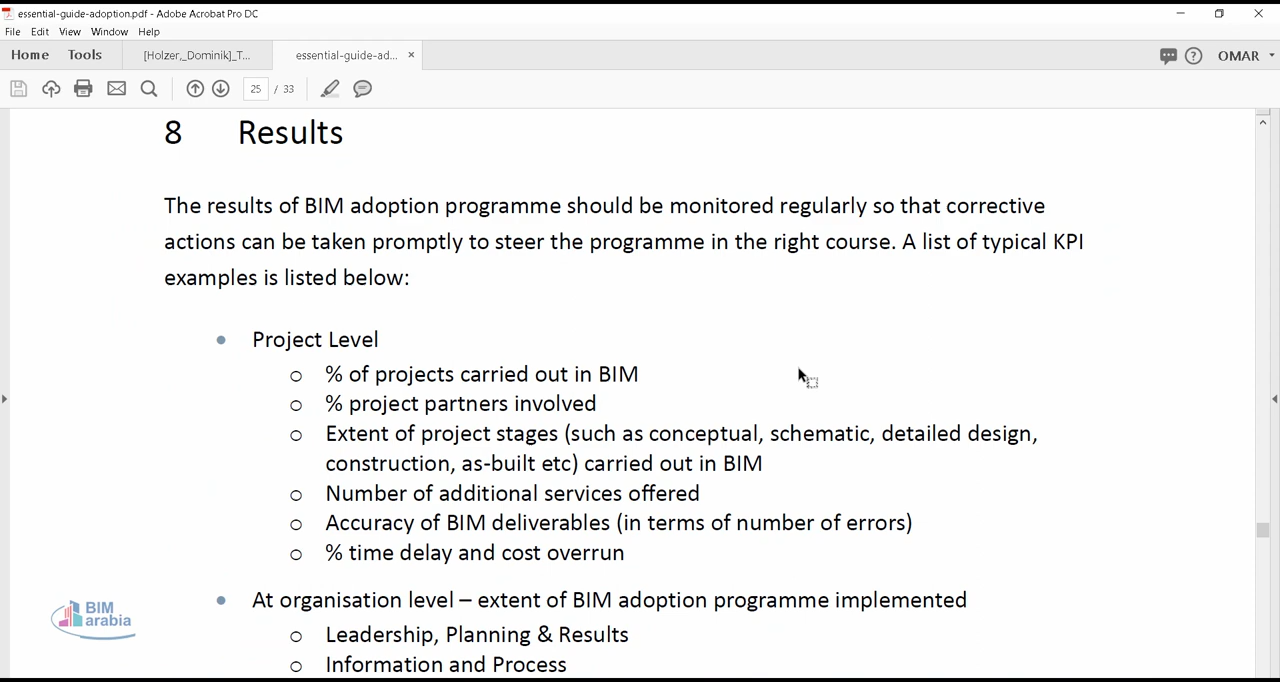 essential-guide-adoption.pdf - Adobe Acrobat Pro DC
File Edit View Window Help
Home Tools [Holzer,_Dominik]_T... essential-guide-ad... × OMAR
25 / 33
8 Results
The results of BIM adoption programme should be monitored regularly so that corrective
actions can be taken promptly to steer the programme in the right course. A list of typical KPI
examples is listed below:
• Project Level
o % of projects carried out in BIM
o % project partners involved
o Extent of project stages (such as conceptual, schematic, detailed design,
construction, as-built etc) carried out in BIM
o Number of additional services offered
o Accuracy of BIM deliverables (in terms of number of errors)
o % time delay and cost overrun
• At organisation level – extent of BIM adoption programme implemented
o Leadership, Planning & Results
o Information and Process
BIM
arabia